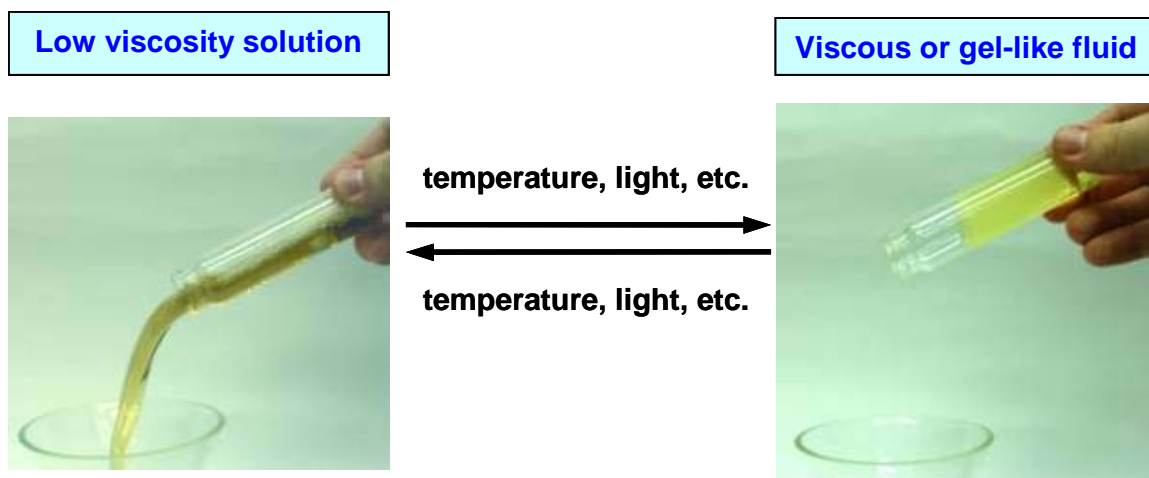 Low viscosity solution
Viscous or gel-like fluid
temperature, light, etc.
temperature, light, etc.